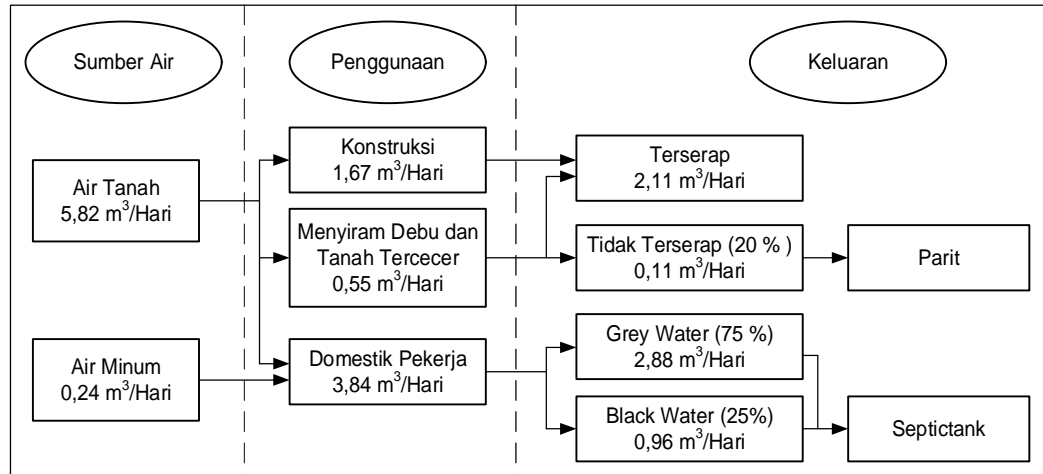 Sumber Air
Penggunaan
Keluaran
Air Tanah
5,82 m³/Hari
Air Minum
0,24 m³/Hari
Konstruksi
1,67 m³/Hari
Menyiram Debu dan
Tanah Tercecer
0,55 m³/Hari
Domestik Pekerja
3,84 m³/Hari
Terserap
2,11 m³/Hari
Tidak Terserap (20 % )
0,11 m³/Hari
Grey Water (75 %)
2,88 m³/Hari
Black Water (25%)
0,96 m³/Hari
Parit
Septictank